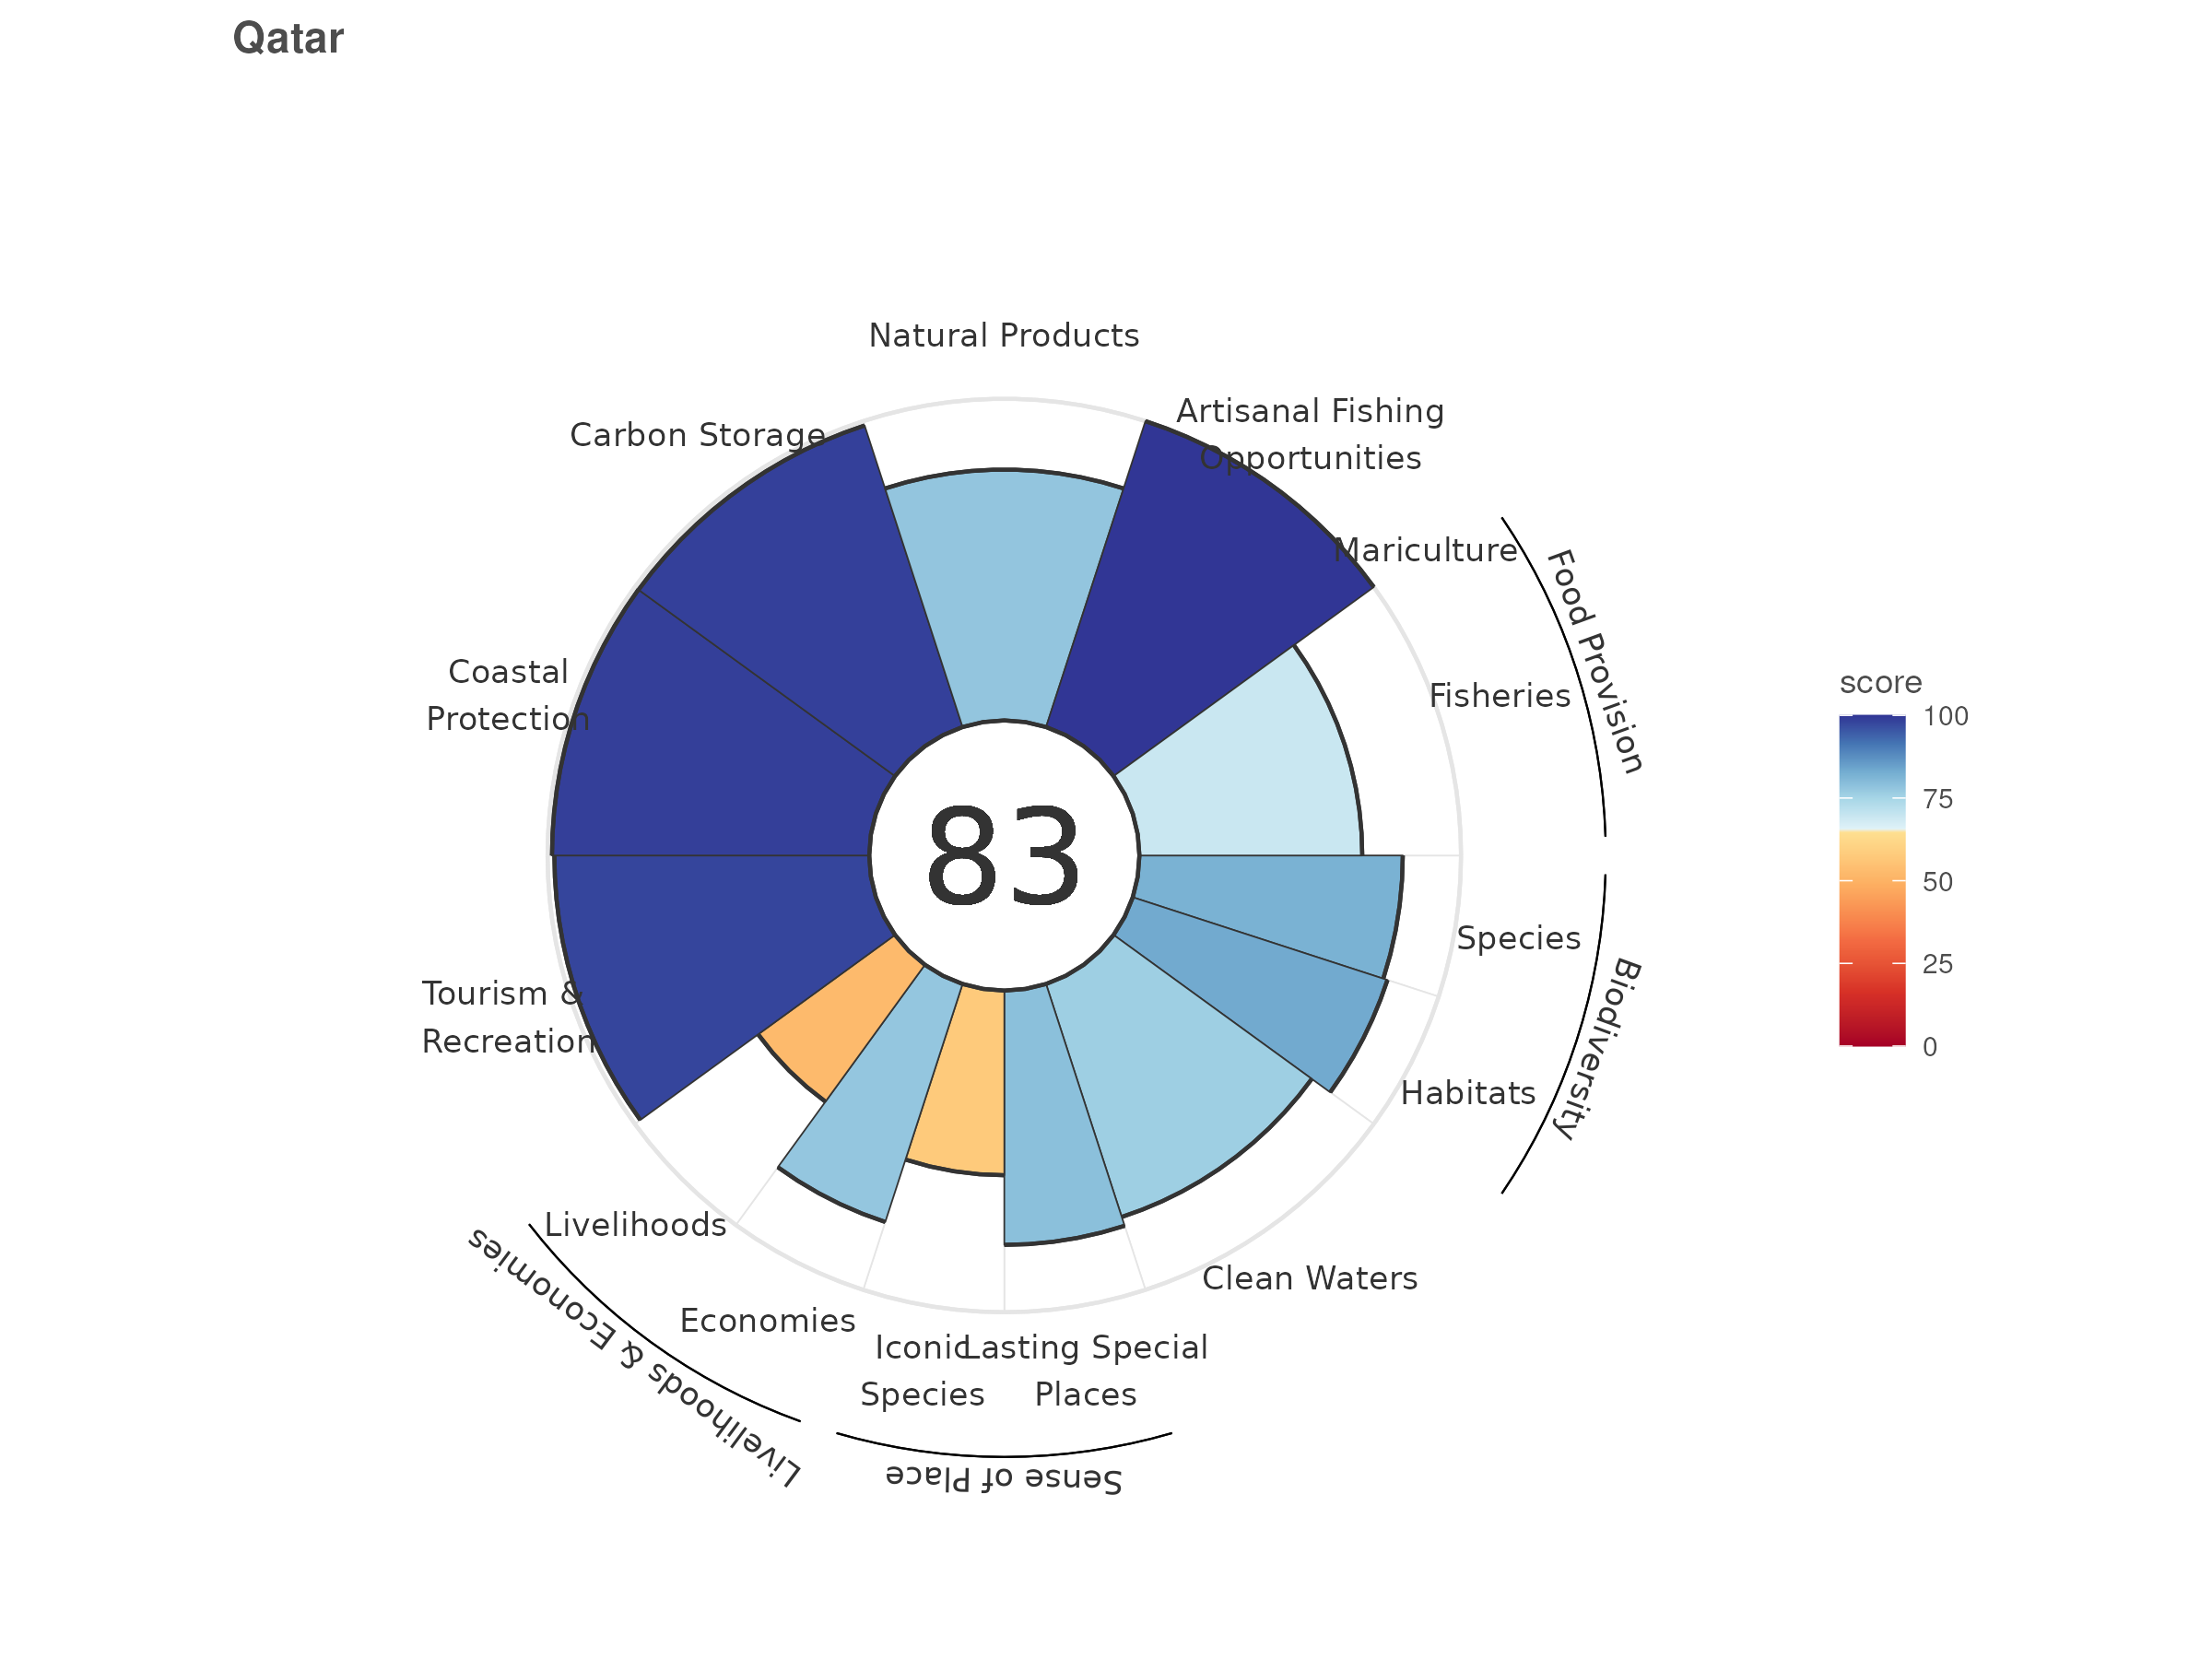 Qatar
Natural Products
Artisanal Fishing
Opportunities
Carbon Storage
Mariculture
Food Provision
Fisheries
Coastal
Protection
83
Species
Biodiversity
Tourism &
Recreation
Habitats
Livelihoods
Clean Waters
Economies
Livelihoods & Economies
Iconic
Species
Lasting Special
Places
Sense of Place
score
100
75
50
25
0